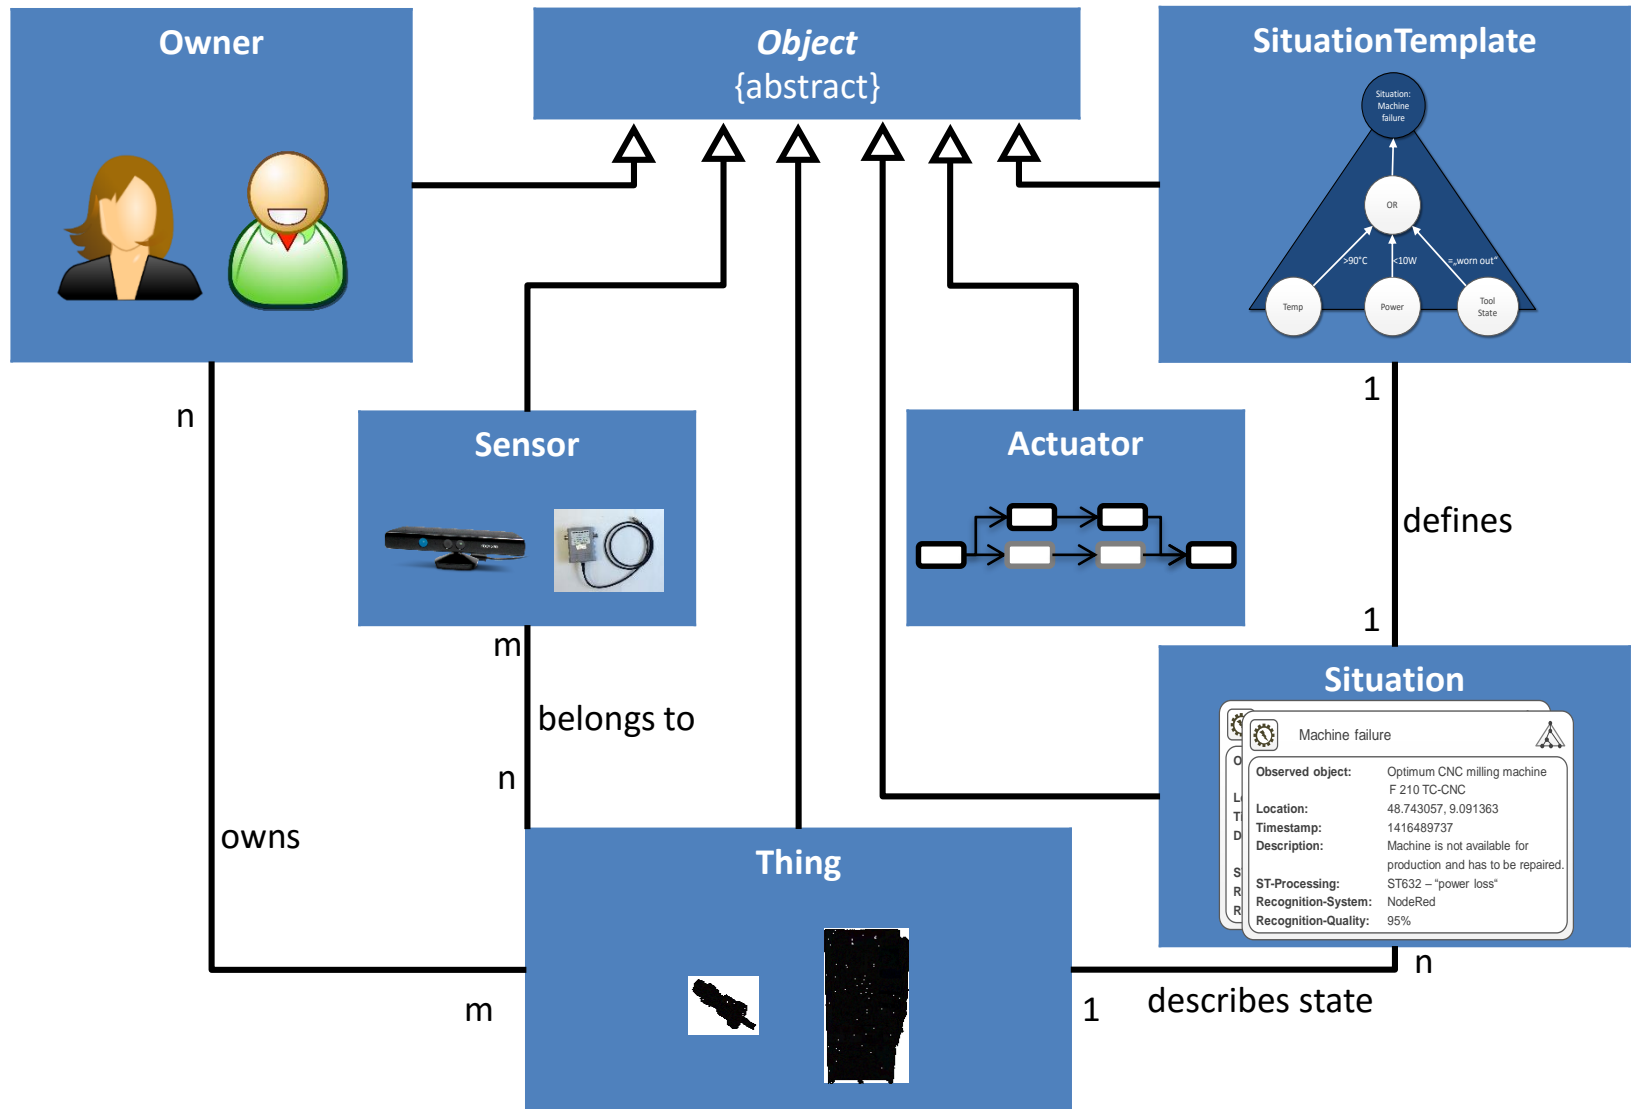 Owner
Object
{abstract}
SituationTemplate
Situation:
Machine
failure
OR
>90°C
<10W
=„worn out“
Temp
Power
Tool
State
n
1
Sensor
Actuator
defines
m
1
belongs to
n
Situation
Machine failure
O
Observed object: Optimum CNC milling machine
F 210 TC-CNC
L
Location: 48.743057, 9.091363
Timestamp: 1416489737
D
Description: Machine is not available for
production and has to be repaired.
S
ST-Processing: ST632 – “power loss“
R
Recognition-System: NodeRed
R
Recognition-Quality: 95%
owns
Thing
n
m
1
describes state